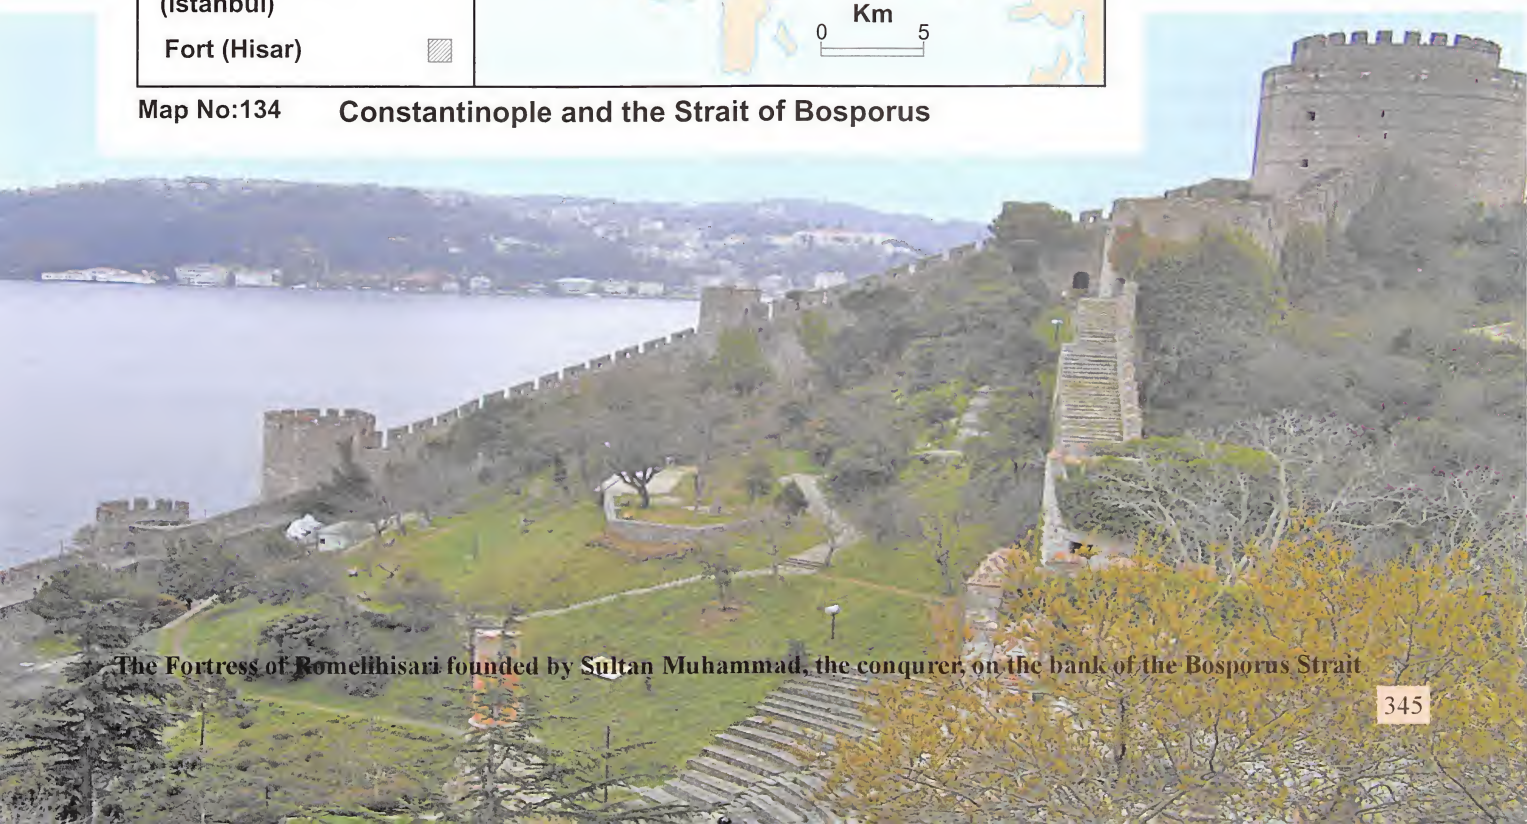 (Istanbul)
Fort (Hisar)
Km
0 5
Map No:134 Constantinople and the Strait of Bosporus
The Fortress of Romelihisari founded by Sultan Muhammad, the conqurer, on the bank of the Bosporus Strait
345